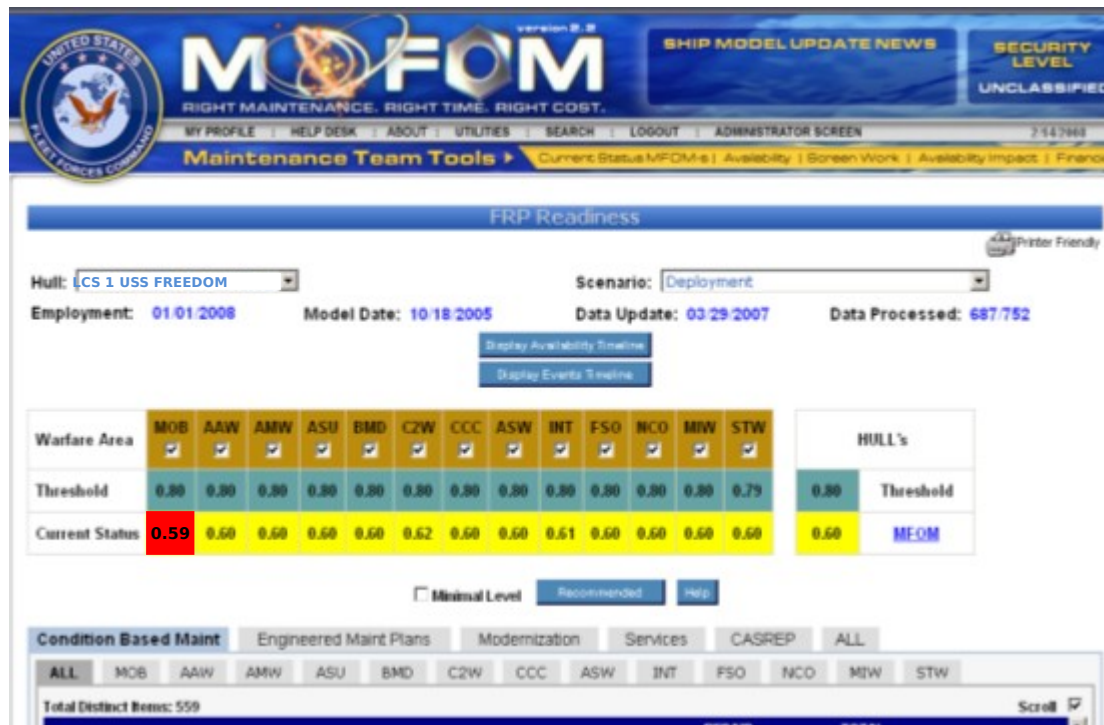 UNITED STATES
FLEET FORCES COMMAND
version 2.2
MFOM
RIGHT MAINTENANCE. RIGHT TIME. RIGHT COST.
SHIP MODEL UPDATE NEWS
SECURITY LEVEL
UNCLASSIFIED
MY PROFILE | HELP DESK | ABOUT | UTILITIES | SEARCH | LOGOUT | ADMINISTRATOR SCREEN
Maintenance Team Tools
Current Status MFOM-s | Availability | Screen Work | Availability Impact | Financ
FRP Readiness
Printer Friendly
Hull: LCS 1 USS FREEDOM Scenario: Deployment
Employment: 01/01/2008 Model Date: 10/18/2005 Data Update: 03/29/2007 Data Processed: 687/752
Display Availability Timeline
Display Events Timeline
Warfare Area MOB AAW AMW ASU BMD C2W CCC ASW INT FSO NCO MIW STW HULL's
Threshold 0.80 0.80 0.80 0.80 0.80 0.80 0.80 0.80 0.80 0.80 0.80 0.80 0.79 0.80 Threshold
Current Status 0.59 0.60 0.60 0.60 0.60 0.62 0.60 0.60 0.61 0.60 0.60 0.60 0.60 0.60 MFOM
Minimal Level Recommended Help
Condition Based Maint Engineered Maint Plans Modernization Services CASREP ALL
ALL MOB AAW AMW ASU BMD C2W CCC ASW INT FSO NCO MIW STW
Total Distinct Items: 559 Scroll